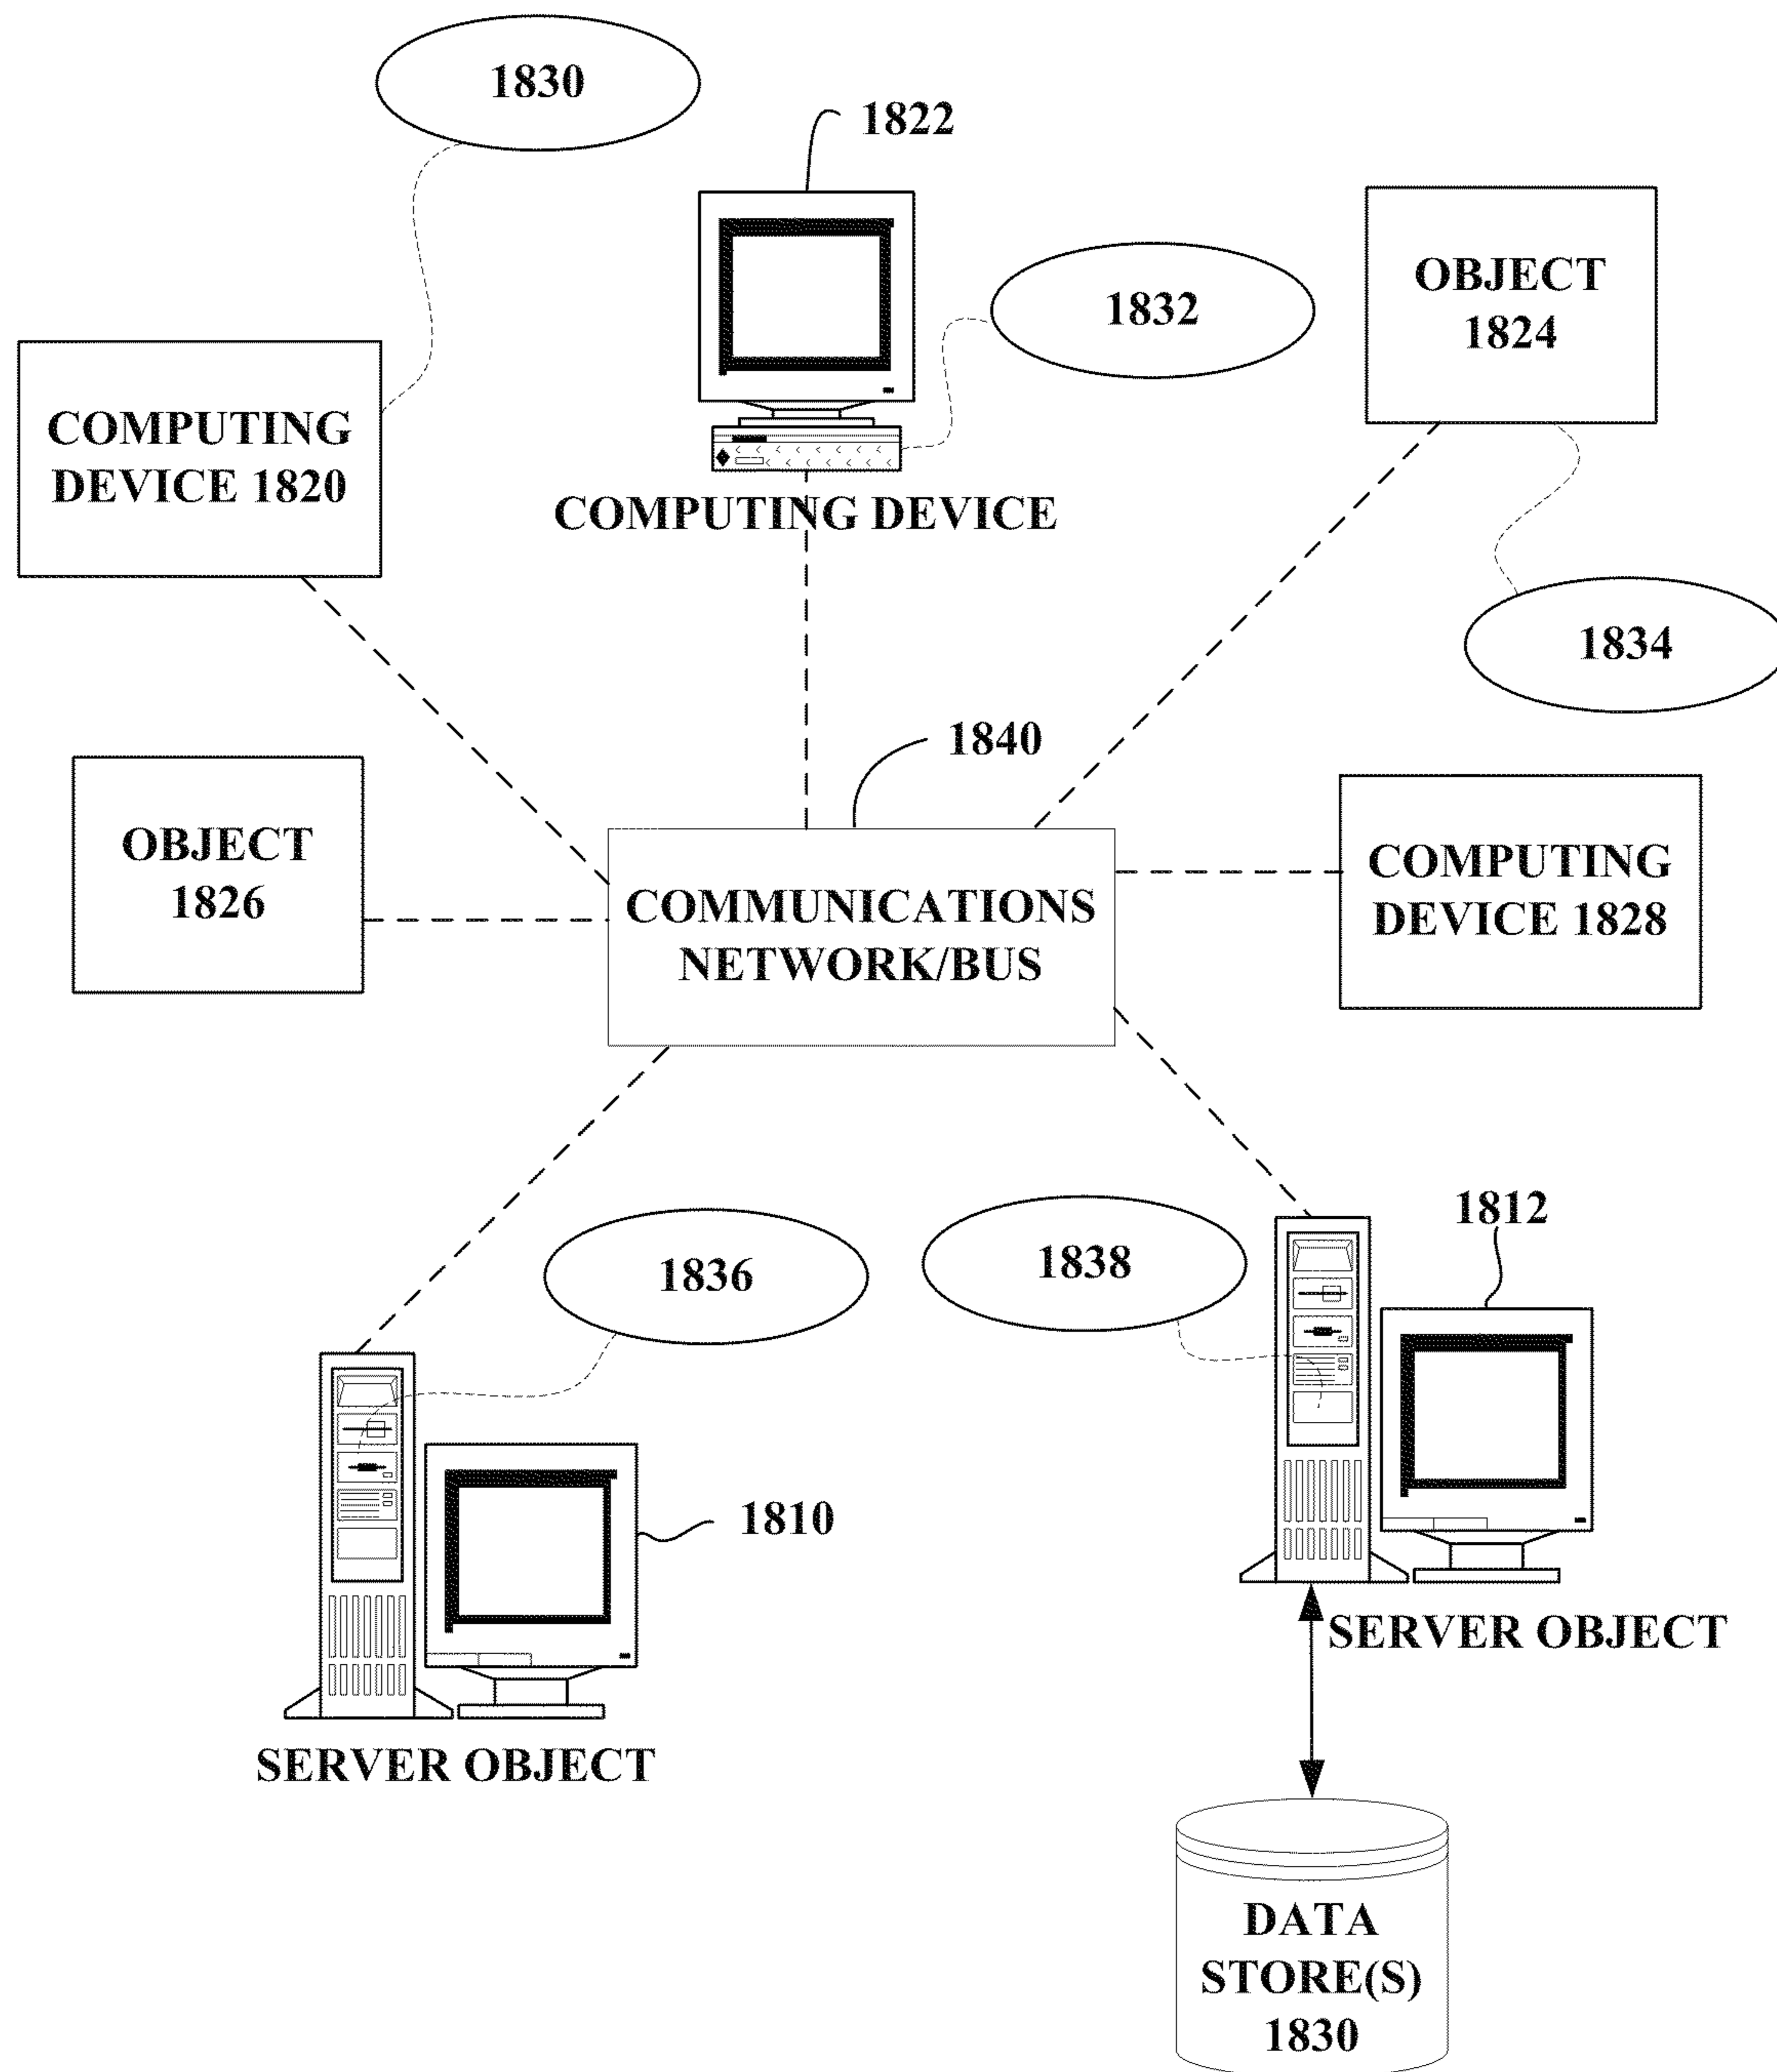 1830
1822
1832
OBJECT
1824
COMPUTING
DEVICE 1820
COMPUTING DEVICE
1834
1840
OBJECT
1826
COMMUNICATIONS
NETWORK/BUS
COMPUTING
DEVICE 1828
1836
1838
1812
1810
SERVER OBJECT
SERVER OBJECT
DATA
STORE(S)
1830